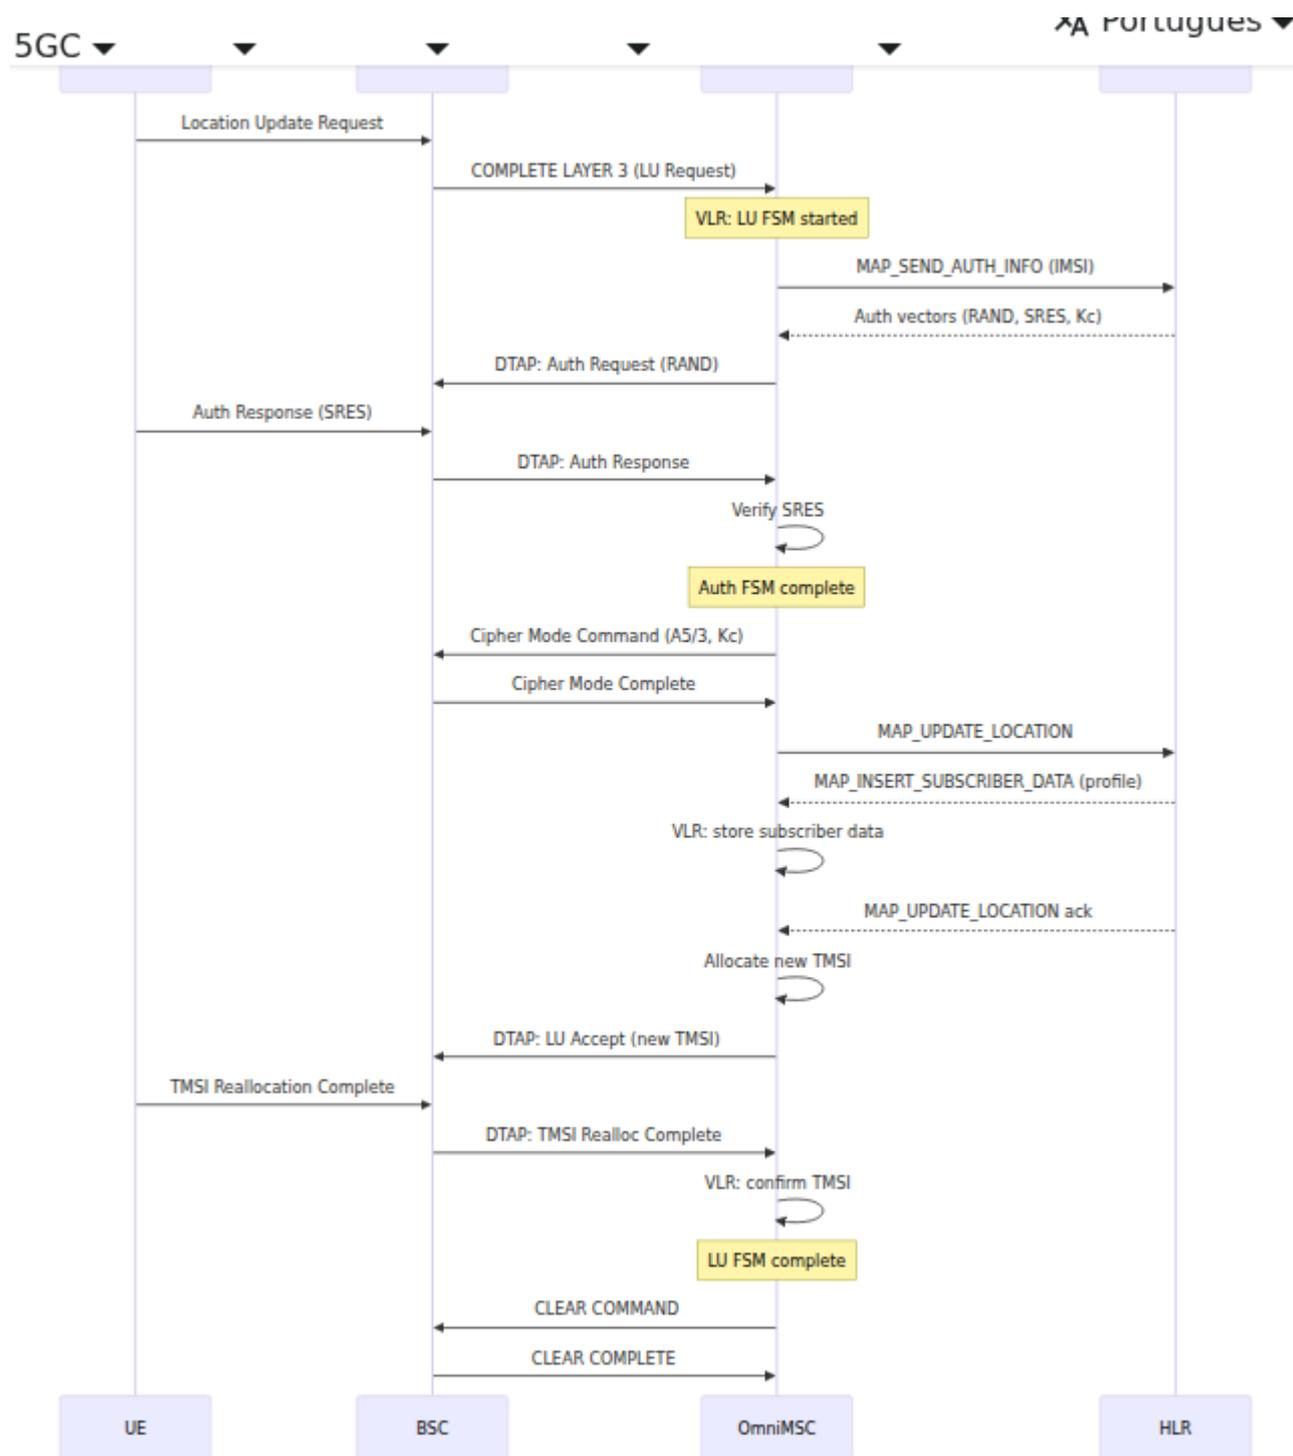 Português
5GC
Location Update Request
COMPLETE LAYER 3 (LU Request)
VLR: LU FSM started
MAP_SEND_AUTH_INFO (IMSI)
Auth vectors (RAND, SRES, Kc)
DTAP: Auth Request (RAND)
Auth Response (SRES)
DTAP: Auth Response
Verify SRES
Auth FSM complete
Cipher Mode Command (A5/3, Kc)
Cipher Mode Complete
MAP_UPDATE_LOCATION
MAP_INSERT_SUBSCRIBER_DATA (profile)
VLR: store subscriber data
MAP_UPDATE_LOCATION ack
Allocate new TMSI
DTAP: LU Accept (new TMSI)
TMSI Reallocation Complete
DTAP: TMSI Realloc Complete
VLR: confirm TMSI
LU FSM complete
CLEAR COMMAND
CLEAR COMPLETE
UE BSC OmniMSC HLR